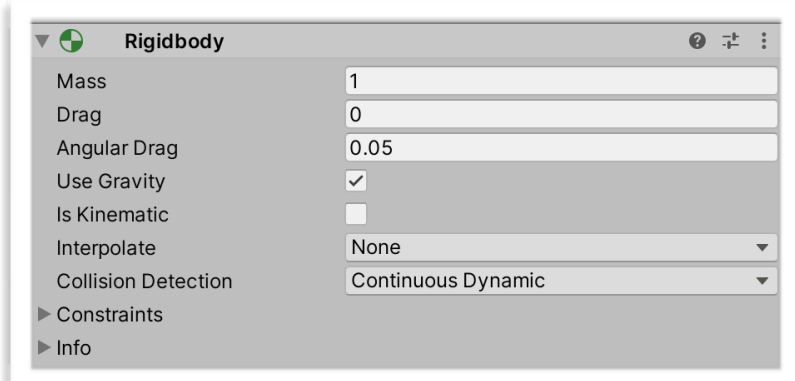 Rigidbody
Mass 1
Drag 0
Angular Drag 0.05
Use Gravity
Is Kinematic
Interpolate None
Collision Detection Continuous Dynamic
Constraints
Info